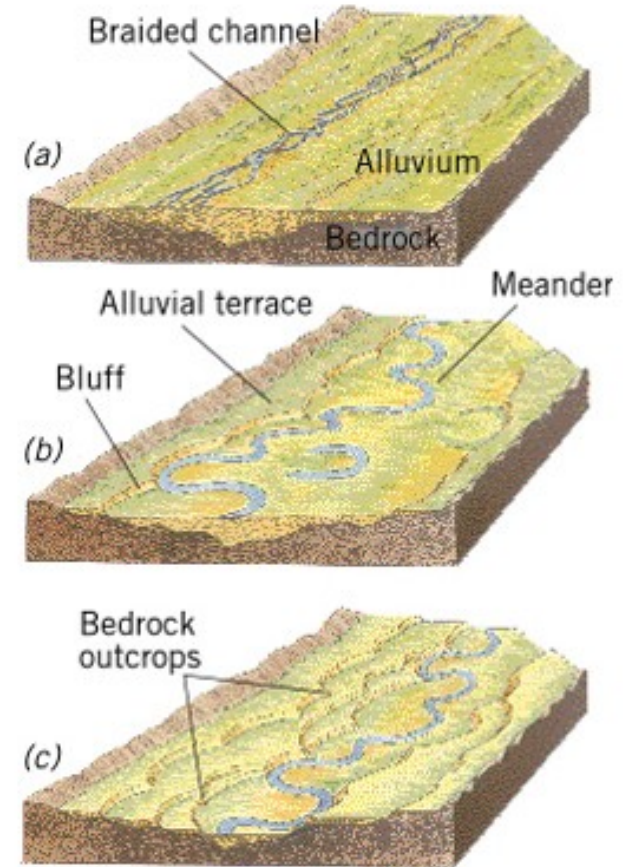 Braided channel
(a)
Alluvium
Bedrock
Meander
Alluvial terrace
Bluff
(b)
Bedrock
outcrops
(c)